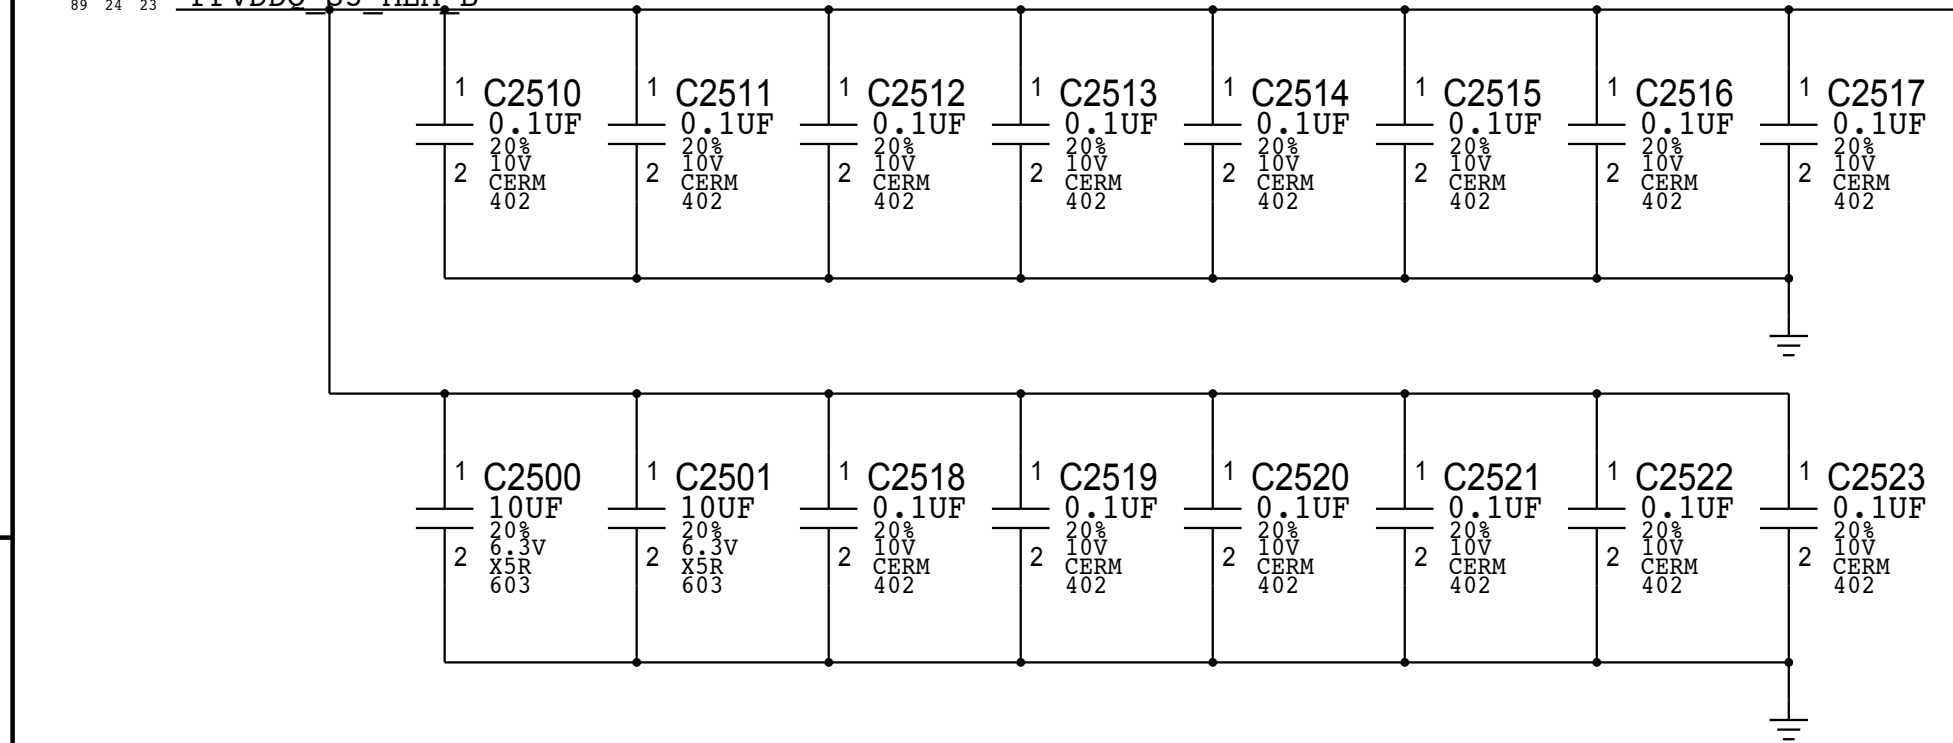 89 24 23 PPVDDQ_S3_MEM_B
1 C2510 1 C2511 1 C2512 1 C2513 1 C2514 1 C2515 1 C2516 1 C2517
0.1UF 0.1UF 0.1UF 0.1UF 0.1UF 0.1UF 0.1UF 0.1UF
20% 20% 20% 20% 20% 20% 20% 20%
10V 10V 10V 10V 10V 10V 10V 10V
2 CERM 2 CERM 2 CERM 2 CERM 2 CERM 2 CERM 2 CERM 2 CERM
402 402 402 402 402 402 402 402
1 C2500 1 C2501 1 C2518 1 C2519 1 C2520 1 C2521 1 C2522 1 C2523
10UF 10UF 0.1UF 0.1UF 0.1UF 0.1UF 0.1UF 0.1UF
20% 20% 20% 20% 20% 20% 20% 20%
6.3V 6.3V 10V 10V 10V 10V 10V 10V
2 X5R 2 X5R 2 CERM 2 CERM 2 CERM 2 CERM 2 CERM 2 CERM
603 603 402 402 402 402 402 402